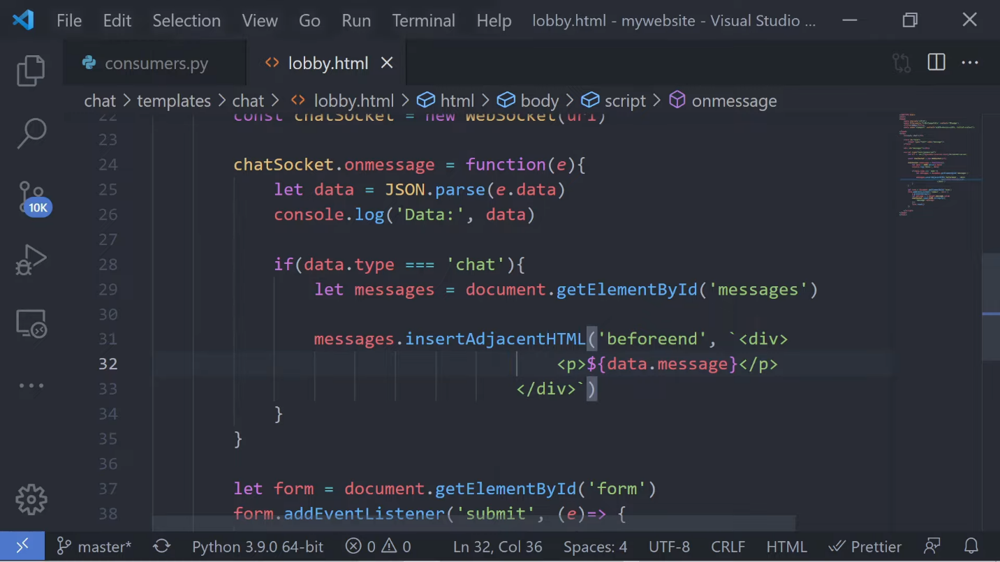 File Edit Selection View Go Run Terminal Help lobby.html - mywebsite - Visual Studio ...
consumers.py lobby.html
chat > templates > chat > lobby.html > html > body > script > onmessage
22 const chatSocket = new WebSocket(url)
23
24 chatSocket.onmessage = function(e){
25 let data = JSON.parse(e.data)
26 console.log('Data:', data)
27
28 if(data.type === 'chat'){
29 let messages = document.getElementById('messages')
30
31 messages.insertAdjacentHTML('beforeend', `<div>
32 <p>${data.message}</p>
33 </div>`)
34 }
35 }
36
37 let form = document.getElementById('form')
38 form.addEventListener('submit', (e)=> {
10K
master* Python 3.9.0 64-bit 0 0 Ln 32, Col 36 Spaces: 4 UTF-8 CRLF HTML Prettier